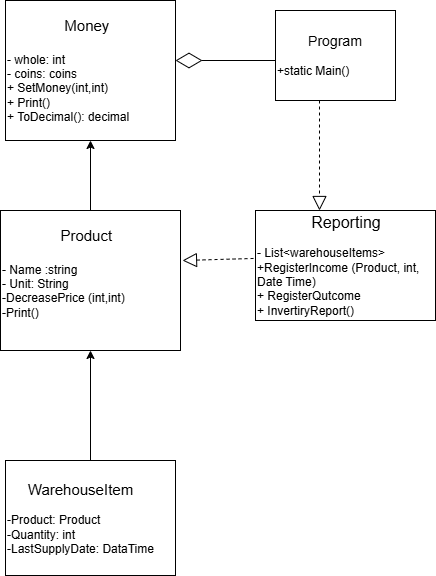 Money
- whole: int
- coins: coins
+ SetMoney(int,int)
+ Print()
+ ToDecimal(): decimal
Program
+static Main()
Product
- Name :string
- Unit: String
-DecreasePrice (int,int)
-Print()
Reporting
- List<warehouseItems>
+RegisterIncome (Product, int,
Date Time)
+ RegisterQutcome
+ InvertiryReport()
WarehouseItem
-Product: Product
-Quantity: int
-LastSupplyDate: DataTime